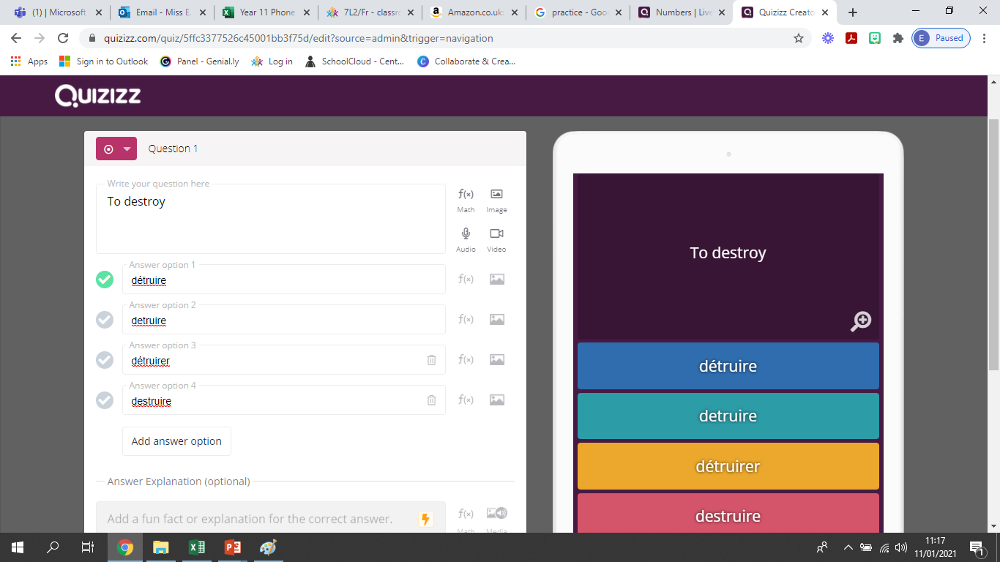 (1) | Microsoft
Email - Miss E.
Year 11 Phone
7L2/Fr - classro
Amazon.co.uk:
practice - Goo
Numbers | Live
Quizizz Creato
quizizz.com/quiz/5ffc3377526c45001bb3f75d/edit?source=admin&trigger=navigation
E Paused
Apps
Sign in to Outlook
Panel - Genial.ly
Log in
SchoolCloud - Cent...
Collaborate & Crea...
Quizizz
Question 1
Write your question here
To destroy
f(x)
Math
Image
Audio
Video
Answer option 1
détruire
f(x)
Answer option 2
detruire
f(x)
Answer option 3
détruirer
f(x)
Answer option 4
destruire
f(x)
Add answer option
Answer Explanation (optional)
Add a fun fact or explanation for the correct answer.
f(x)
Math
Media
To destroy
détruire
detruire
détruirer
destruire
11:17
11/01/2021
1